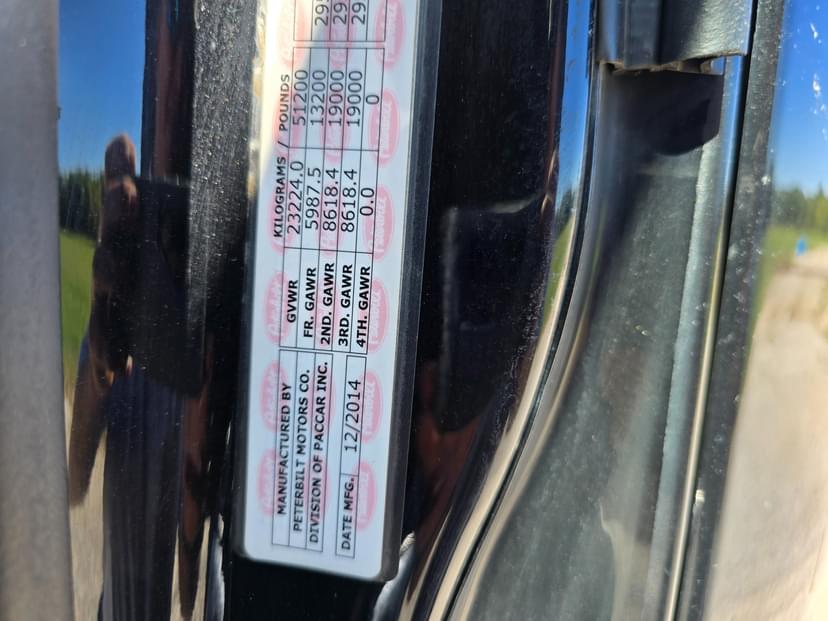 MANUFACTURED BY
PETERBILT MOTORS CO.
DIVISION OF PACCAR INC.
DATE MFG. 12/2014
KILOGRAMS / POUNDS
GVWR 23224.0 51200
FR. GAWR 5987.5 13200
2ND. GAWR 8618.4 19000
3RD. GAWR 8618.4 19000
4TH. GAWR 0.0 0